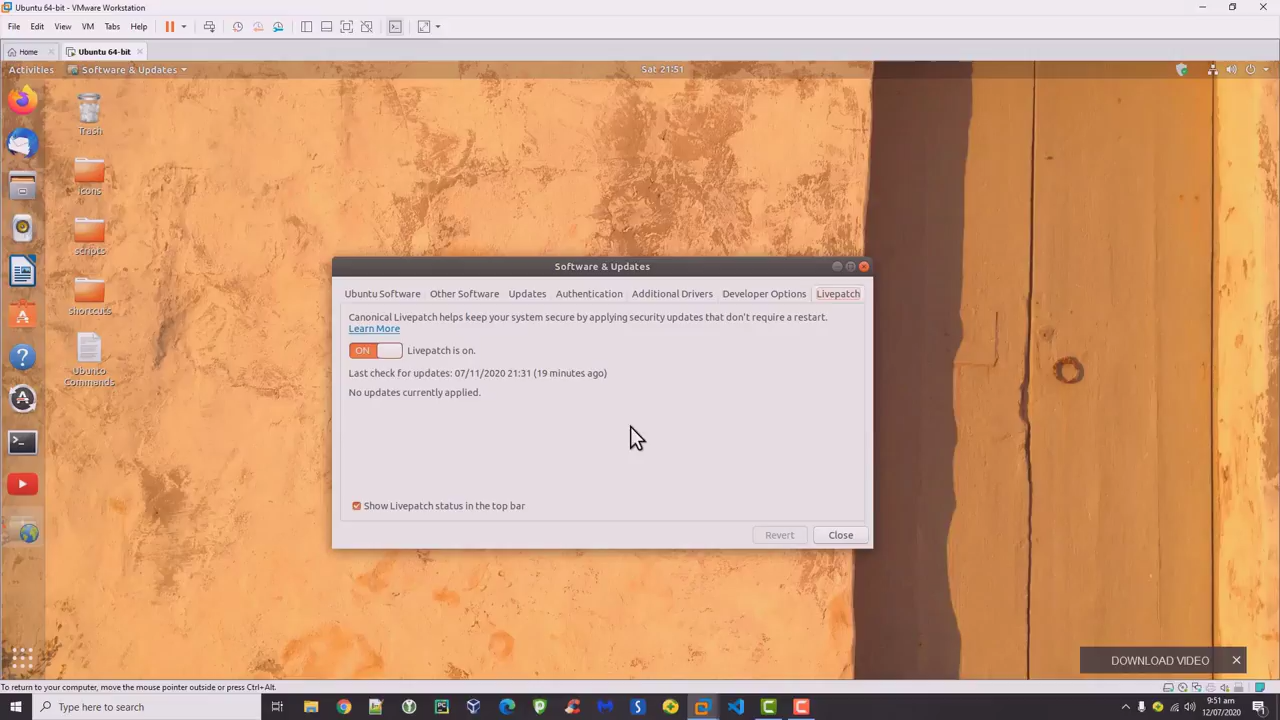 Ubuntu 64-bit - VMware Workstation
File Edit View VM Tabs Help
Home Ubuntu 64-bit
Activities Software & Updates Sat 21:51
Trash
icons
scripts
shortcuts
Ubunto
Commands
Software & Updates
Ubuntu Software Other Software Updates Authentication Additional Drivers Developer Options Livepatch
Canonical Livepatch helps keep your system secure by applying security updates that don't require a restart.
Learn More
ON Livepatch is on.
Last check for updates: 07/11/2020 21:31 (19 minutes ago)
No updates currently applied.
Show Livepatch status in the top bar
Revert Close
DOWNLOAD VIDEO
To return to your computer, move the mouse pointer outside or press Ctrl+Alt.
Type here to search
9:51 am
12/07/2020